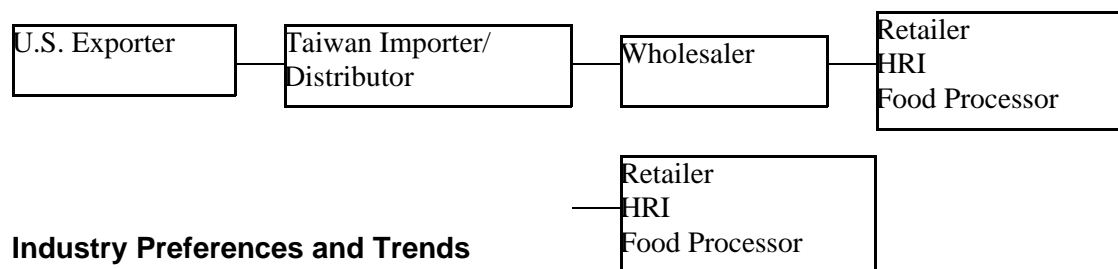 U.S. Exporter
Taiwan Importer/
Distributor
Wholesaler
Retailer
HRI
Food Processor
Retailer
HRI
Food Processor
Industry Preferences and Trends